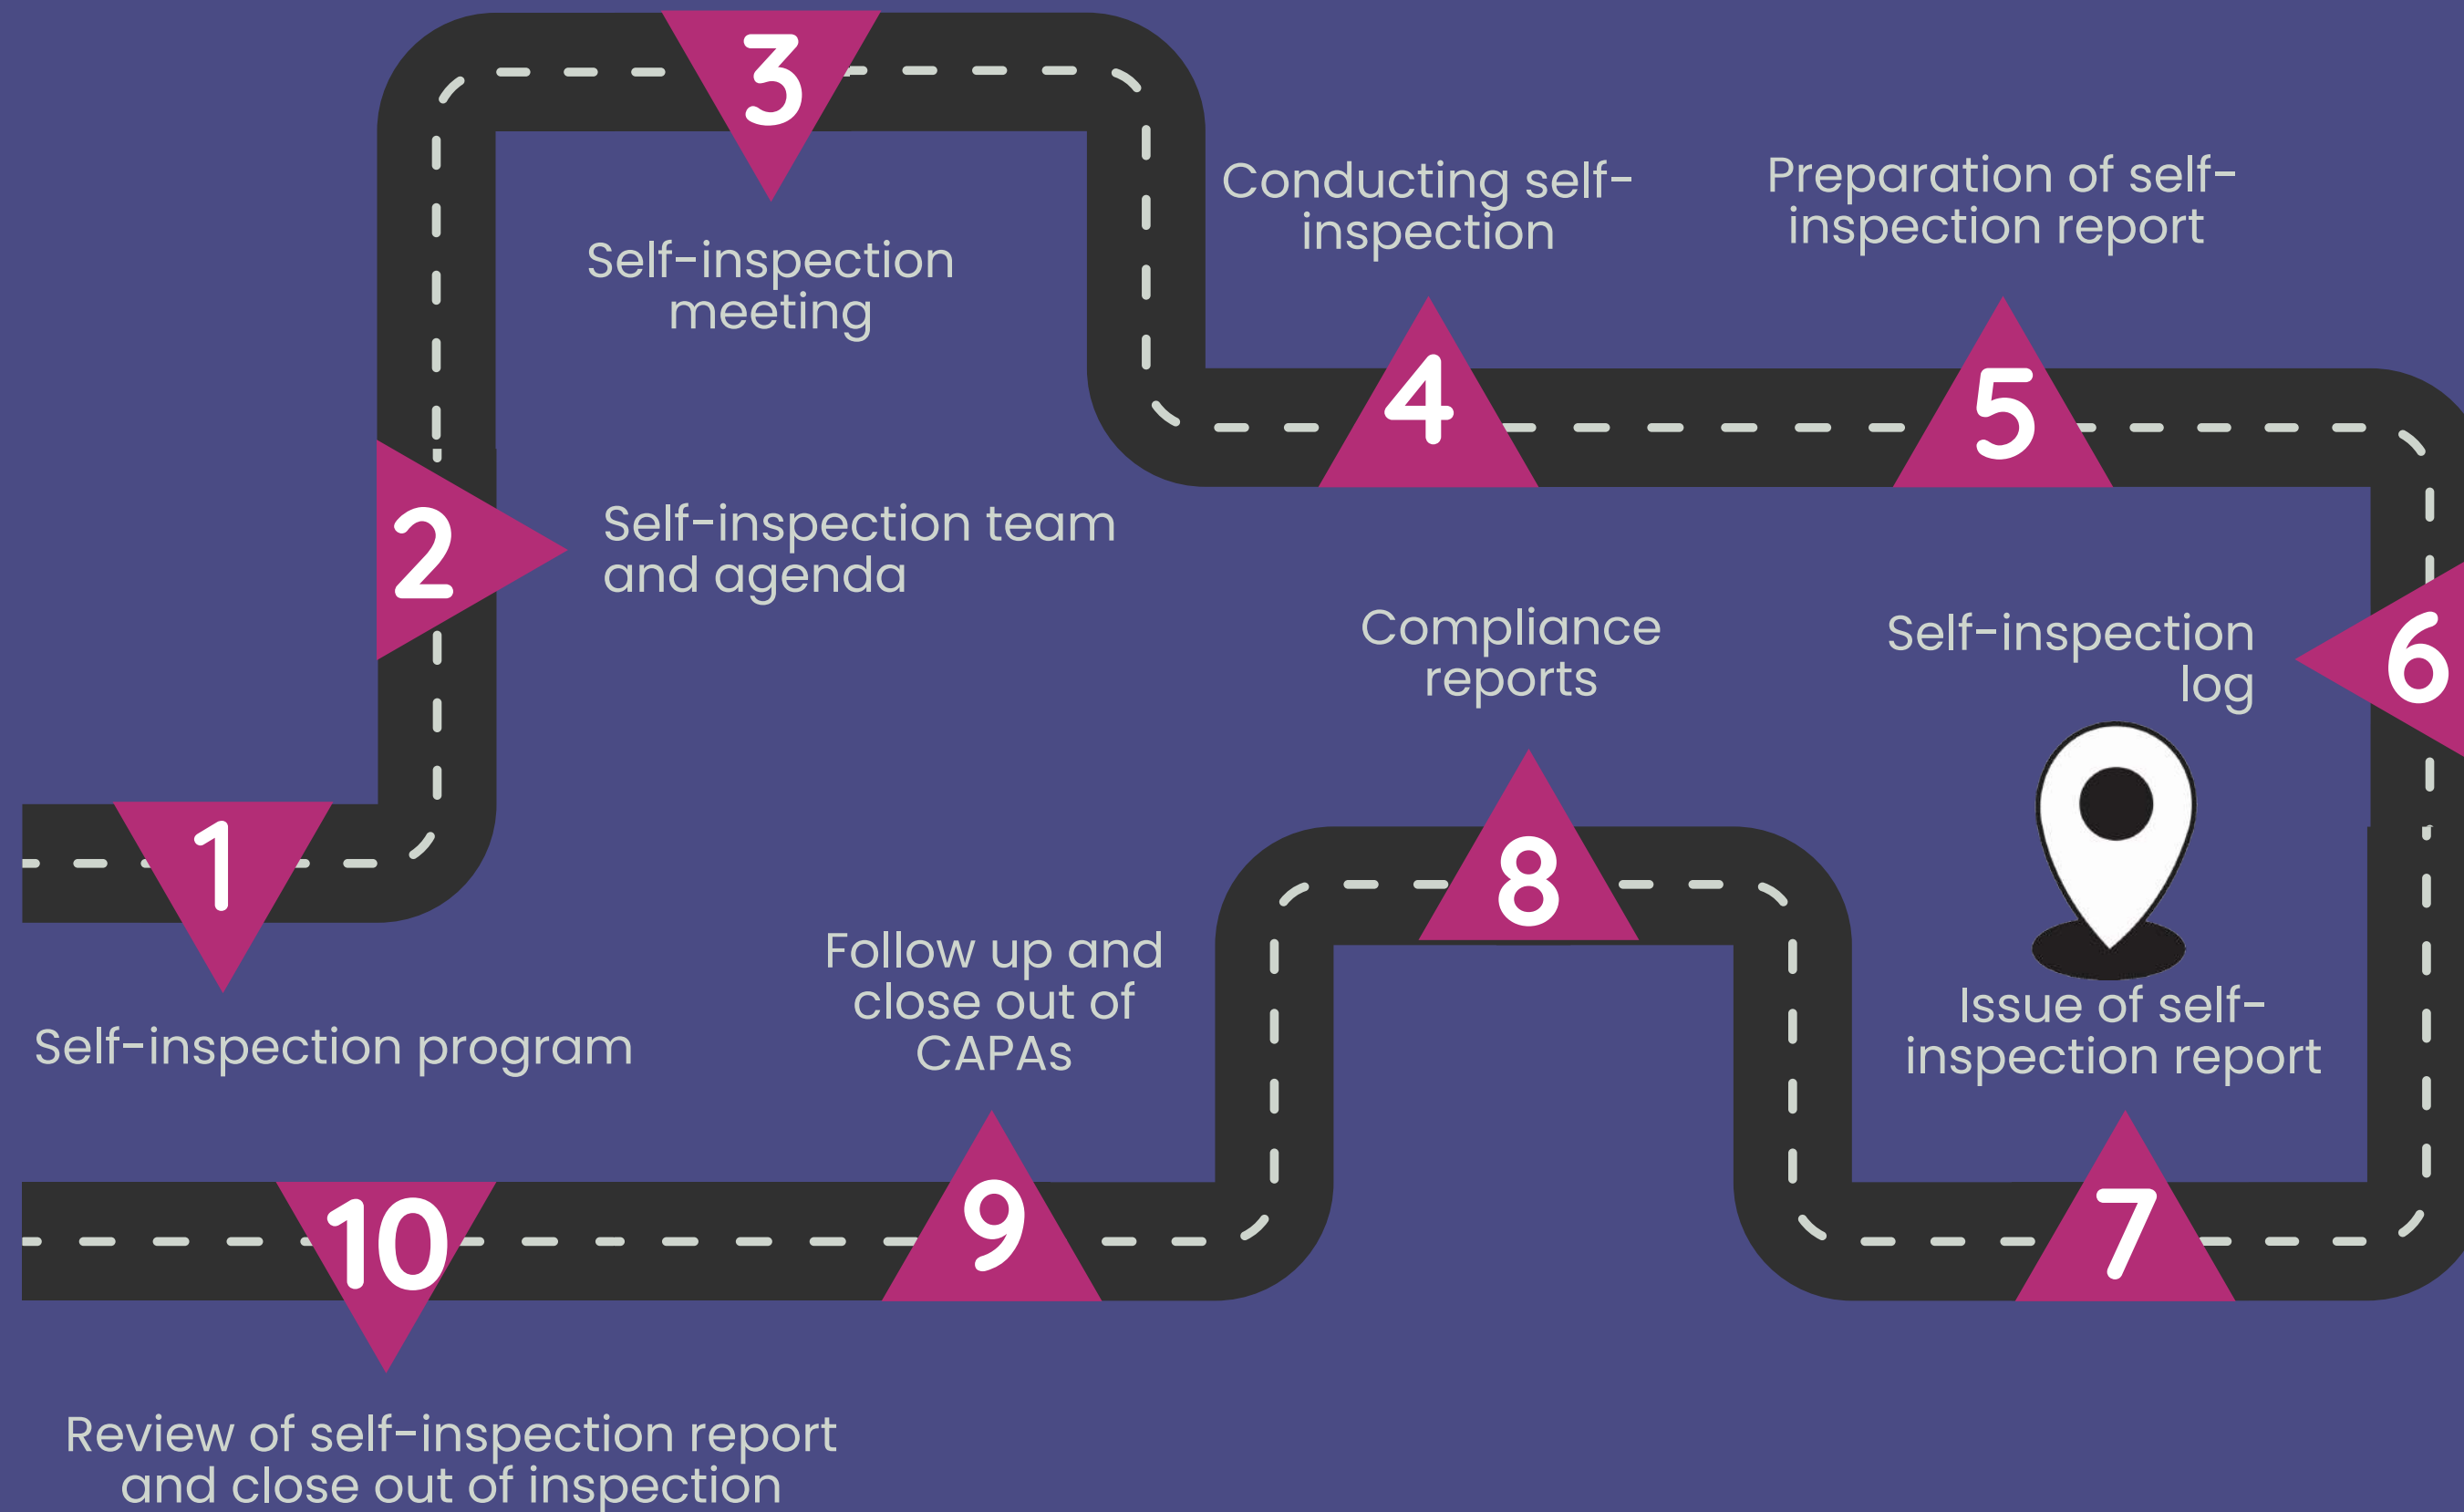 1
Self-inspection program
2
Self-inspection team
and agenda
3
Self-inspection
meeting
4
Conducting self-
inspection
5
Preparation of self-
inspection report
6
Self-inspection
log
7
Issue of self-
inspection report
8
Compliance
reports
9
Follow up and
close out of
CAPAs
10
Review of self-inspection report
and close out of inspection